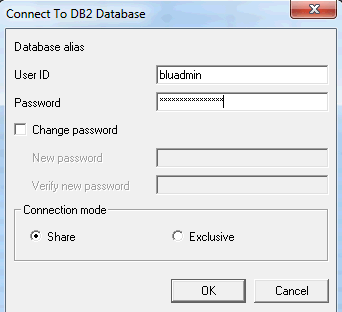 Connect To DB2 Database
Database alias
User ID bluadmin
Password xxxxxxxxxxxxxxxx
Change password
New password
Verify new password
Connection mode
Share Exclusive
OK Cancel